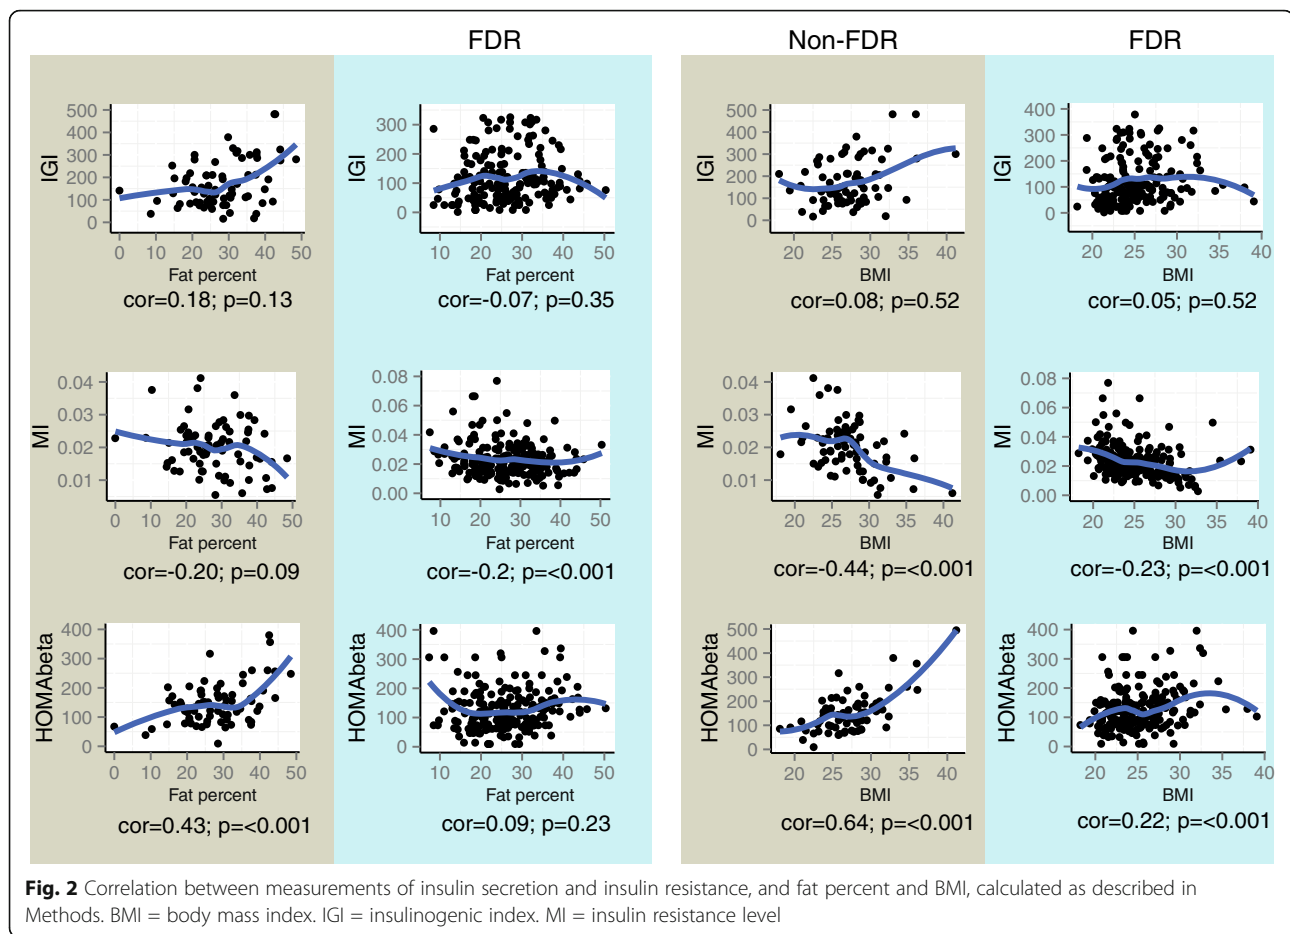 FDR
Non-FDR
FDR
IGI
500
400
300
200
100
0
0 10 20 30 40 50
Fat percent
cor=0.18; p=0.13
IGI
300
200
100
0
10 20 30 40 50
Fat percent
cor=-0.07; p=0.35
IGI
500
400
300
200
100
0
20 25 30 35 40
BMI
cor=0.08; p=0.52
IGI
400
300
200
100
0
20 25 30 35 40
BMI
cor=0.05; p=0.52
MI
0.04
0.03
0.02
0.01
0 10 20 30 40 50
Fat percent
cor=-0.20; p=0.09
MI
0.08
0.06
0.04
0.02
0.00
10 20 30 40 50
Fat percent
cor=-0.2; p=<0.001
MI
0.04
0.03
0.02
0.01
20 25 30 35 40
BMI
cor=-0.44; p=<0.001
MI
0.08
0.06
0.04
0.02
0.00
20 25 30 35 40
BMI
cor=-0.23; p=<0.001
HOMAbeta
400
300
200
100
0
0 10 20 30 40 50
Fat percent
cor=0.43; p=<0.001
HOMAbeta
400
300
200
100
0
10 20 30 40 50
Fat percent
cor=0.09; p=0.23
HOMAbeta
500
400
300
200
100
0
20 25 30 35 40
BMI
cor=0.64; p=<0.001
HOMAbeta
400
300
200
100
0
20 25 30 35 40
BMI
cor=0.22; p=<0.001
Fig. 2 Correlation between measurements of insulin secretion and insulin resistance, and fat percent and BMI, calculated as described in
Methods. BMI = body mass index. IGI = insulinogenic index. MI = insulin resistance level